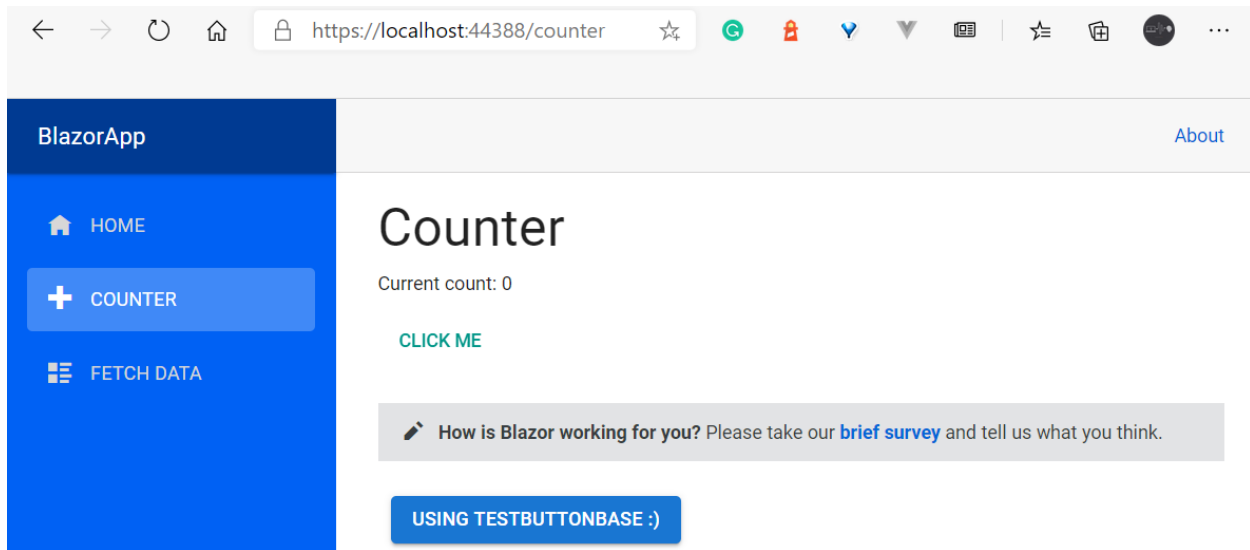 https://localhost:44388/counter
BlazorApp
About
HOME
COUNTER
FETCH DATA
Counter
Current count: 0
CLICK ME
How is Blazor working for you? Please take our brief survey and tell us what you think.
USING TESTBUTTONBASE :)